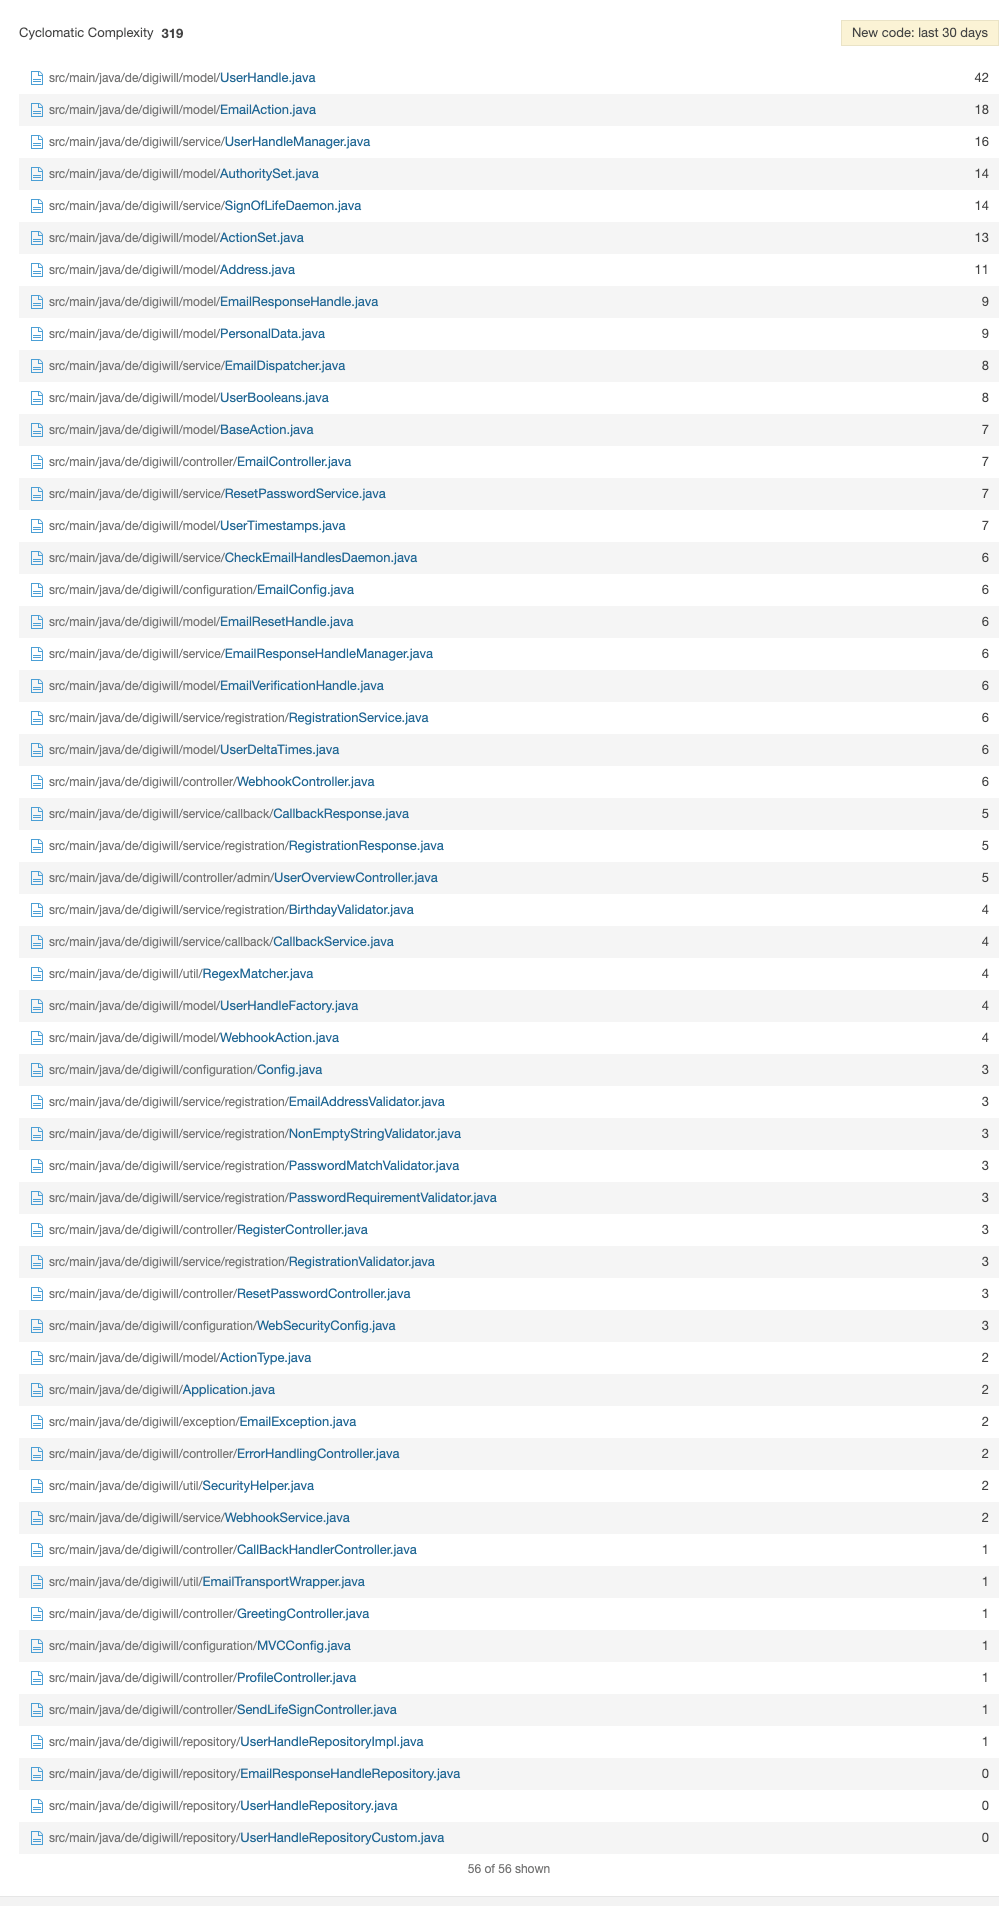 Cyclomatic Complexity 319 New code: last 30 days
src/main/java/de/digiwill/model/UserHandle.java 42
src/main/java/de/digiwill/model/EmailAction.java 18
src/main/java/de/digiwill/service/UserHandleManager.java 16
src/main/java/de/digiwill/model/AuthoritySet.java 14
src/main/java/de/digiwill/service/SignOfLifeDaemon.java 14
src/main/java/de/digiwill/model/ActionSet.java 13
src/main/java/de/digiwill/model/Address.java 11
src/main/java/de/digiwill/model/EmailResponseHandle.java 9
src/main/java/de/digiwill/model/PersonalData.java 9
src/main/java/de/digiwill/service/EmailDispatcher.java 8
src/main/java/de/digiwill/model/UserBooleans.java 8
src/main/java/de/digiwill/model/BaseAction.java 7
src/main/java/de/digiwill/controller/EmailController.java 7
src/main/java/de/digiwill/service/ResetPasswordService.java 7
src/main/java/de/digiwill/model/UserTimestamps.java 7
src/main/java/de/digiwill/service/CheckEmailHandlesDaemon.java 6
src/main/java/de/digiwill/configuration/EmailConfig.java 6
src/main/java/de/digiwill/model/EmailResetHandle.java 6
src/main/java/de/digiwill/service/EmailResponseHandleManager.java 6
src/main/java/de/digiwill/model/EmailVerificationHandle.java 6
src/main/java/de/digiwill/service/registration/RegistrationService.java 6
src/main/java/de/digiwill/model/UserDeltaTimes.java 6
src/main/java/de/digiwill/controller/WebhookController.java 6
src/main/java/de/digiwill/service/callback/CallbackResponse.java 5
src/main/java/de/digiwill/service/registration/RegistrationResponse.java 5
src/main/java/de/digiwill/controller/admin/UserOverviewController.java 5
src/main/java/de/digiwill/service/registration/BirthdayValidator.java 4
src/main/java/de/digiwill/service/callback/CallbackService.java 4
src/main/java/de/digiwill/util/RegexMatcher.java 4
src/main/java/de/digiwill/model/UserHandleFactory.java 4
src/main/java/de/digiwill/model/WebhookAction.java 4
src/main/java/de/digiwill/configuration/Config.java 3
src/main/java/de/digiwill/service/registration/EmailAddressValidator.java 3
src/main/java/de/digiwill/service/registration/NonEmptyStringValidator.java 3
src/main/java/de/digiwill/service/registration/PasswordMatchValidator.java 3
src/main/java/de/digiwill/service/registration/PasswordRequirementValidator.java 3
src/main/java/de/digiwill/controller/RegisterController.java 3
src/main/java/de/digiwill/service/registration/RegistrationValidator.java 3
src/main/java/de/digiwill/controller/ResetPasswordController.java 3
src/main/java/de/digiwill/configuration/WebSecurityConfig.java 3
src/main/java/de/digiwill/model/ActionType.java 2
src/main/java/de/digiwill/Application.java 2
src/main/java/de/digiwill/exception/EmailException.java 2
src/main/java/de/digiwill/controller/ErrorHandlingController.java 2
src/main/java/de/digiwill/util/SecurityHelper.java 2
src/main/java/de/digiwill/service/WebhookService.java 2
src/main/java/de/digiwill/controller/CallBackHandlerController.java 1
src/main/java/de/digiwill/util/EmailTransportWrapper.java 1
src/main/java/de/digiwill/controller/GreetingController.java 1
src/main/java/de/digiwill/configuration/MVCConfig.java 1
src/main/java/de/digiwill/controller/ProfileController.java 1
src/main/java/de/digiwill/controller/SendLifeSignController.java 1
src/main/java/de/digiwill/repository/UserHandleRepositoryImpl.java 1
src/main/java/de/digiwill/repository/EmailResponseHandleRepository.java 0
src/main/java/de/digiwill/repository/UserHandleRepository.java 0
src/main/java/de/digiwill/repository/UserHandleRepositoryCustom.java 0
56 of 56 shown